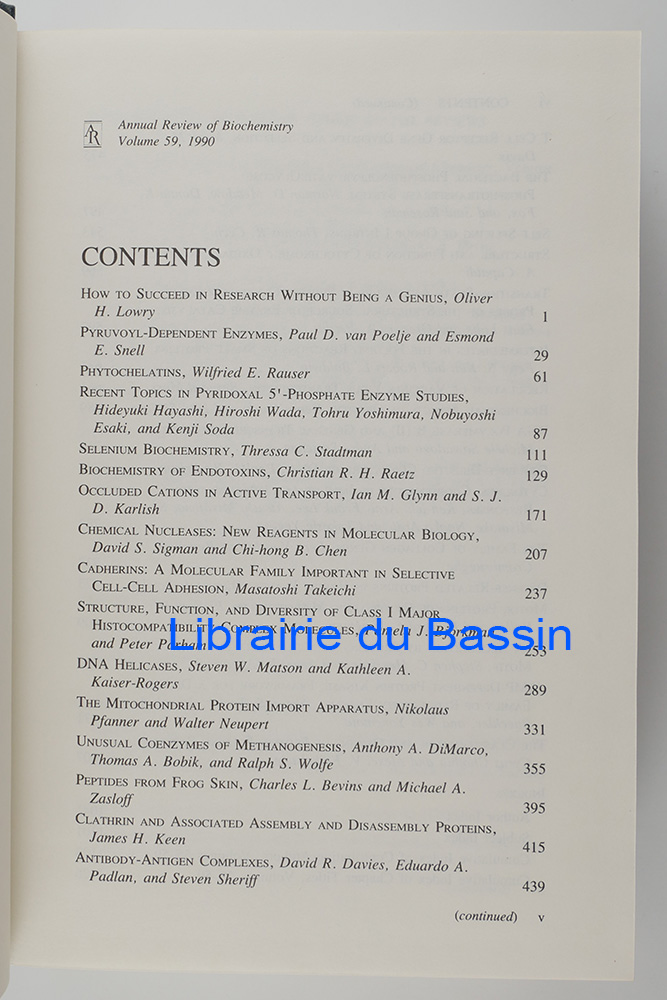 AR
Annual Review of Biochemistry
Volume 59, 1990
CONTENTS
HOW TO SUCCEED IN RESEARCH WITHOUT BEING A GENIUS, Oliver
H. Lowry 1
PYRUVOYL-DEPENDENT ENZYMES, Paul D. van Poelje and Esmond
E. Snell 29
PHYTOCHELATINS, Wilfried E. Rauser 61
RECENT TOPICS IN PYRIDOXAL 5'-PHOSPHATE ENZYME STUDIES,
Hideyuki Hayashi, Hiroshi Wada, Tohru Yoshimura, Nobuyoshi
Esaki, and Kenji Soda 87
SELENIUM BIOCHEMISTRY, Thressa C. Stadtman 111
BIOCHEMISTRY OF ENDOTOXINS, Christian R. H. Raetz 129
OCCLUDED CATIONS IN ACTIVE TRANSPORT, Ian M. Glynn and S. J.
D. Karlish 171
CHEMICAL NUCLEASES: NEW REAGENTS IN MOLECULAR BIOLOGY,
David S. Sigman and Chi-hong B. Chen 207
CADHERINS: A MOLECULAR FAMILY IMPORTANT IN SELECTIVE
CELL-CELL ADHESION, Masatoshi Takeichi 237
STRUCTURE, FUNCTION, AND DIVERSITY OF CLASS I MAJOR
HISTOCOMPATIBILITY COMPLEX MOLECULES, Pamela J. Bjorkman
and Peter Parham 253
Librairie du Bassin
DNA HELICASES, Steven W. Matson and Kathleen A.
Kaiser-Rogers 289
THE MITOCHONDRIAL PROTEIN IMPORT APPARATUS, Nikolaus
Pfanner and Walter Neupert 331
UNUSUAL COENZYMES OF METHANOGENESIS, Anthony A. DiMarco,
Thomas A. Bobik, and Ralph S. Wolfe 355
PEPTIDES FROM FROG SKIN, Charles L. Bevins and Michael A.
Zasloff 395
CLATHRIN AND ASSOCIATED ASSEMBLY AND DISASSEMBLY PROTEINS,
James H. Keen 415
ANTIBODY-ANTIGEN COMPLEXES, David R. Davies, Eduardo A.
Padlan, and Steven Sheriff 439
(continued) v